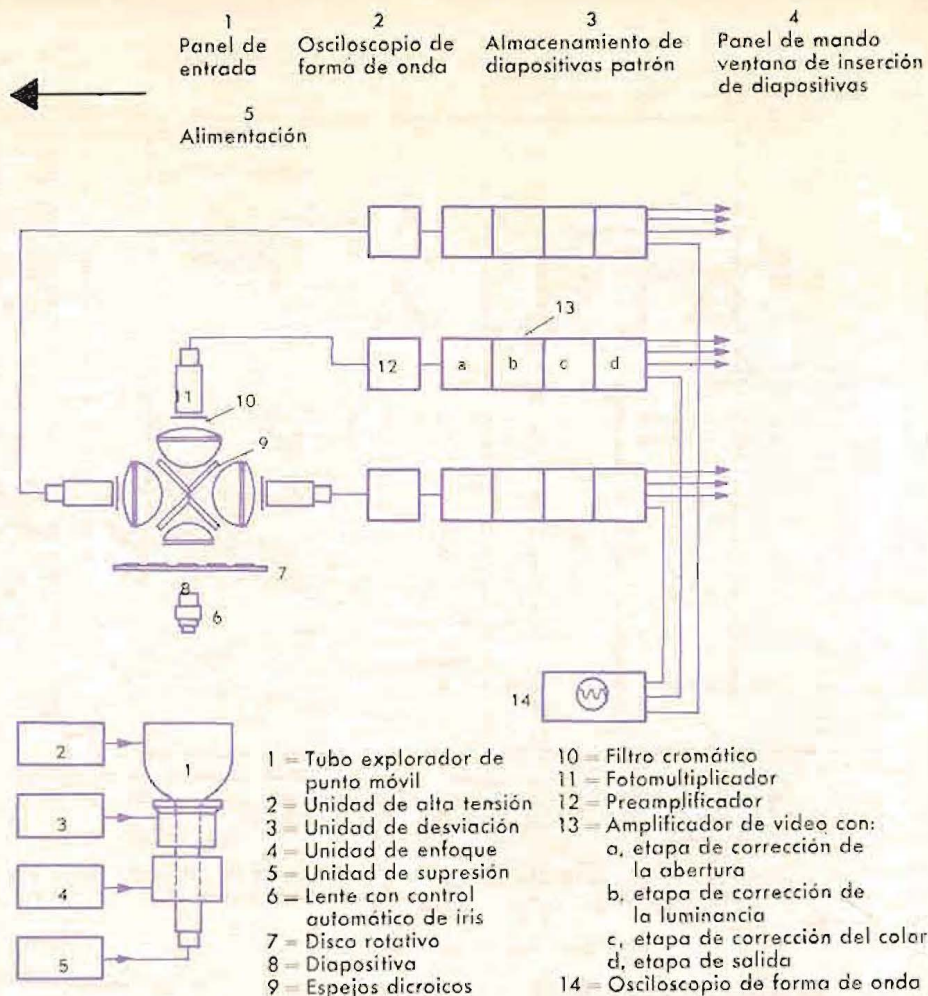 1
Panel de
entrada
2
Osciloscopio de
forma de onda
3
Almacenamiento de
diapositivas patrón
4
Panel de mando
ventana de inserción
de diapositivas
5
Alimentación
13
12 a b c d
11
10
9
7
8
6
14
2
1
3
4
5
1 = Tubo explorador de
punto móvil
2 = Unidad de alta tensión
3 = Unidad de desviación
4 = Unidad de enfoque
5 = Unidad de supresión
6 = Lente con control
automático de iris
7 = Disco rotativo
8 = Diapositiva
9 = Espejos dicroicos
10 = Filtro cromático
11 = Fotomultiplicador
12 = Preamplificador
13 = Amplificador de video con:
a, etapa de corrección de
la abertura
b, etapa de corrección de
la luminancia
c, etapa de corrección del color
d, etapa de salida
14 = Osciloscopio de forma de onda